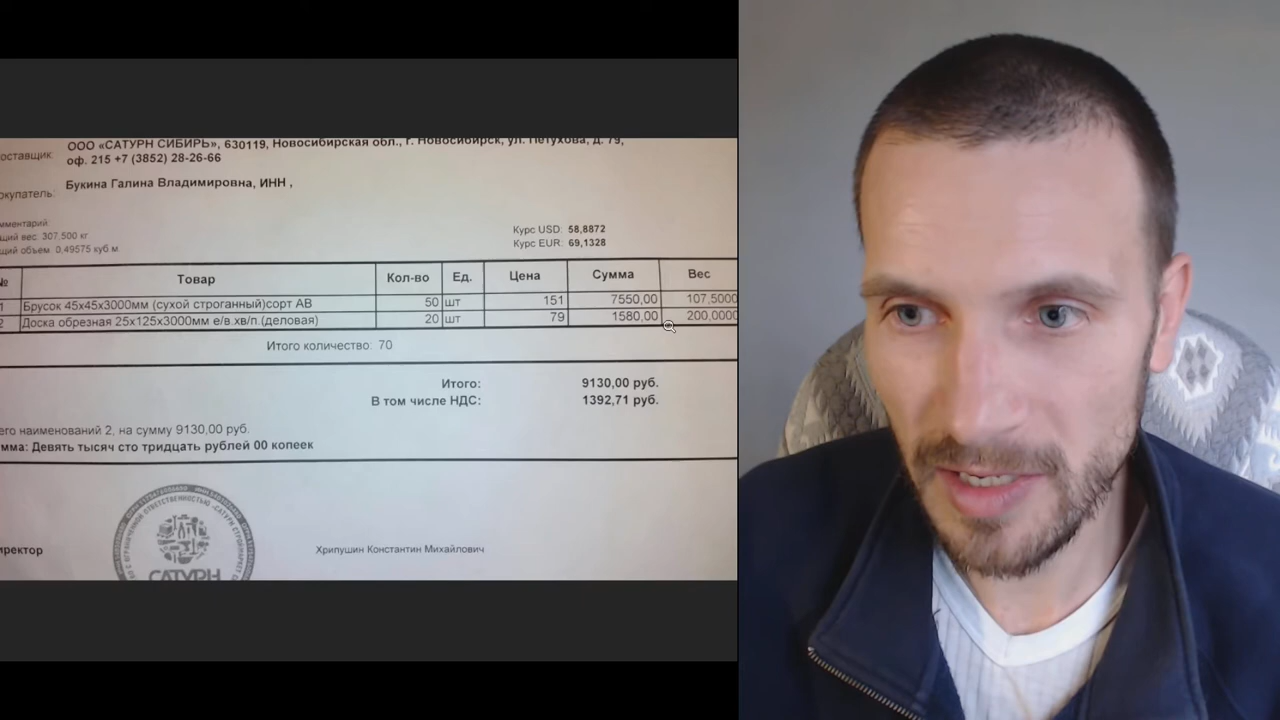 ООО «САТУРН СИБИРЬ», 630119, Новосибирская обл., г. Новосибирск, ул. Петухова, д. 79,
оставщик: оф. 215 +7 (3852) 28-26-66
окупатель: Букина Галина Владимировна, ИНН ,
мментарий:
щий вес: 307,500 кг
щий объем: 0,49575 куб.м
Курс USD: 58,8872
Курс EUR: 69,1328
№ Товар Кол-во Ед. Цена Сумма Вес
1 Брусок 45х45х3000мм (сухой строганный)сорт АВ 50 шт 151 7550,00 107,5000
2 Доска обрезная 25х125х3000мм е/в.хв/п.(деловая) 20 шт 79 1580,00 200,0000
Итого количество: 70
Итого: 9130,00 руб.
В том числе НДС: 1392,71 руб.
его наименований 2, на сумму 9130,00 руб.
мма: Девять тысяч сто тридцать рублей 00 копеек
иректор Хрипушин Константин Михайлович
САТУРН